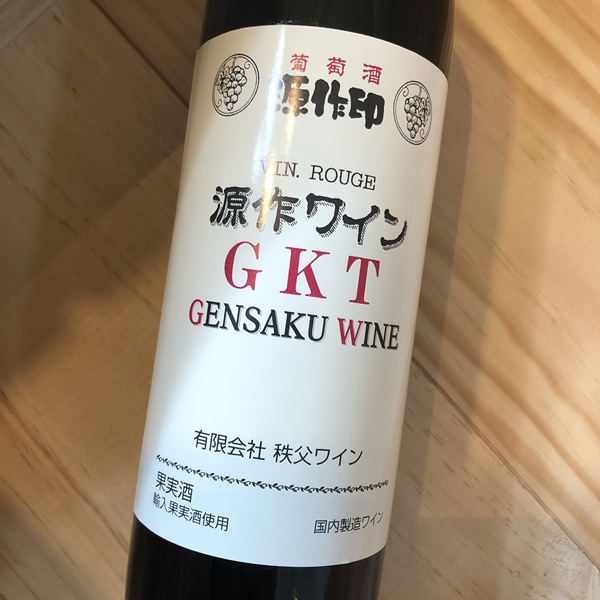 葡萄酒
源作印
VIN. ROUGE
源作ワイン
GKT
GENSAKU WINE
有限会社 秩父ワイン
果実酒
輸入果実酒使用
国内製造ワイン